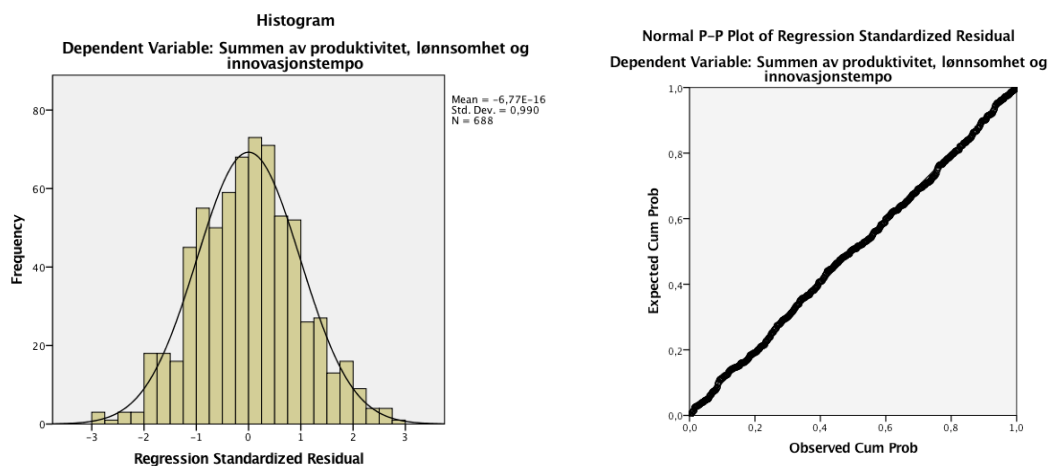 Histogram
Dependent Variable: Summen av produktivitet, lønnsomhet og
innovasjonstempo
Mean = -6,77E-16
Std. Dev. = 0,990
N = 688
Frequency
80
60
40
20
0
-3 -2 -1 0 1 2 3
Regression Standardized Residual
Normal P-P Plot of Regression Standardized Residual
Dependent Variable: Summen av produktivitet, lønnsomhet og
innovasjonstempo
Expected Cum Prob
1,0
0,8
0,6
0,4
0,2
0,0
0,0 0,2 0,4 0,6 0,8 1,0
Observed Cum Prob